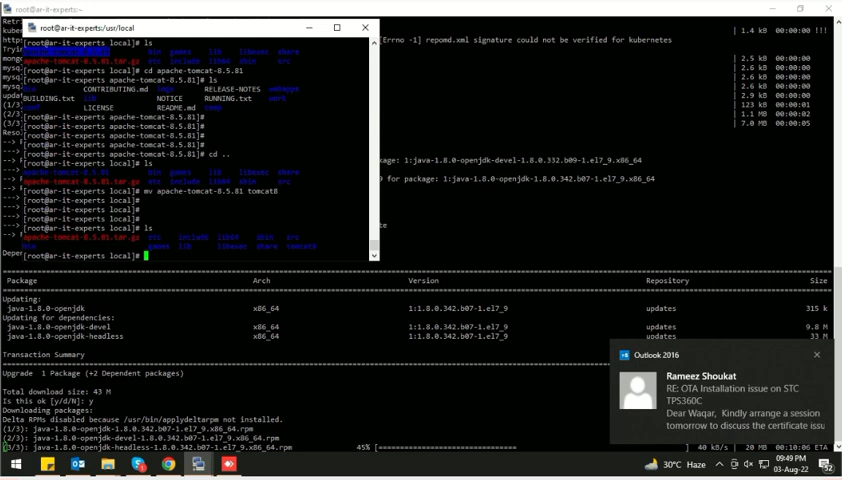 root@ar-it-experts:~
Retri
kuber
http
Tryin
mongo
mysq
mysq
mysq
updat
(1/3)
(2/3)
(3/3)
Reso
Depe
| 1.4 kB 00:00:00 !!!
[Errno -1] repomd.xml signature could not be verified for kubernetes
| 2.5 kB 00:00:00
| 2.6 kB 00:00:00
| 2.6 kB 00:00:00
| 2.6 kB 00:00:00
| 2.9 kB 00:00:00
| 123 kB 00:00:01
| 1.1 MB 00:00:02
| 7.0 MB 00:00:05
kage: 1:java-1.8.0-openjdk-devel-1.8.0.332.b09-1.el7_9.x86_64
9 for package: 1:java-1.8.0-openjdk-1.8.0.332.b09-1.el7_9.x86_64
te
root@ar-it-experts:/usr/local
[root@ar-it-experts local]# ls
apache-tomcat-8.5.81 bin games lib libexec share
apache-tomcat-8.5.81.tar.gz etc include lib64 sbin src
[root@ar-it-experts local]# cd apache-tomcat-8.5.81
[root@ar-it-experts apache-tomcat-8.5.81]# ls
bin CONTRIBUTING.md logs RELEASE-NOTES webapps
BUILDING.txt lib NOTICE RUNNING.txt work
conf LICENSE README.md temp
[root@ar-it-experts apache-tomcat-8.5.81]#
[root@ar-it-experts apache-tomcat-8.5.81]#
[root@ar-it-experts apache-tomcat-8.5.81]#
[root@ar-it-experts apache-tomcat-8.5.81]#
[root@ar-it-experts apache-tomcat-8.5.81]# cd ..
[root@ar-it-experts local]# ls
apache-tomcat-8.5.81 bin games lib libexec share
apache-tomcat-8.5.81.tar.gz etc include lib64 sbin src
[root@ar-it-experts local]# mv apache-tomcat-8.5.81 tomcat8
[root@ar-it-experts local]#
[root@ar-it-experts local]#
[root@ar-it-experts local]#
[root@ar-it-experts local]# ls
apache-tomcat-8.5.81.tar.gz etc include lib64 sbin src
bin games lib libexec share tomcat8
[root@ar-it-experts local]#
Package Arch Version Repository Size
Updating:
java-1.8.0-openjdk x86_64 1:1.8.0.342.b07-1.el7_9 updates 315 k
Updating for dependencies:
java-1.8.0-openjdk-devel x86_64 1:1.8.0.342.b07-1.el7_9 updates 9.8 M
java-1.8.0-openjdk-headless x86_64 1:1.8.0.342.b07-1.el7_9 updates 33 M
Transaction Summary
Upgrade 1 Package (+2 Dependent packages)
Total download size: 43 M
Is this ok [y/d/N]: y
Downloading packages:
Delta RPMs disabled because /usr/bin/applydeltarpm not installed.
(1/3): java-1.8.0-openjdk-1.8.0.342.b07-1.el7_9.x86_64.rpm
(2/3): java-1.8.0-openjdk-devel-1.8.0.342.b07-1.el7_9.x86_64.rpm
(3/3): java-1.8.0-openjdk-headless-1.8.0.342.b07-1.el7_9.x86_64.rpm 45% [================================ ] 40 kB/s | 20 MB 00:10:06 ETA
Outlook 2016
Rameez Shoukat
RE: OTA Installation issue on STC
TPS360C
Dear Waqar, Kindly arrange a session
tomorrow to discuss the certificate issu
30°C Haze
09:49 PM
03-Aug-22